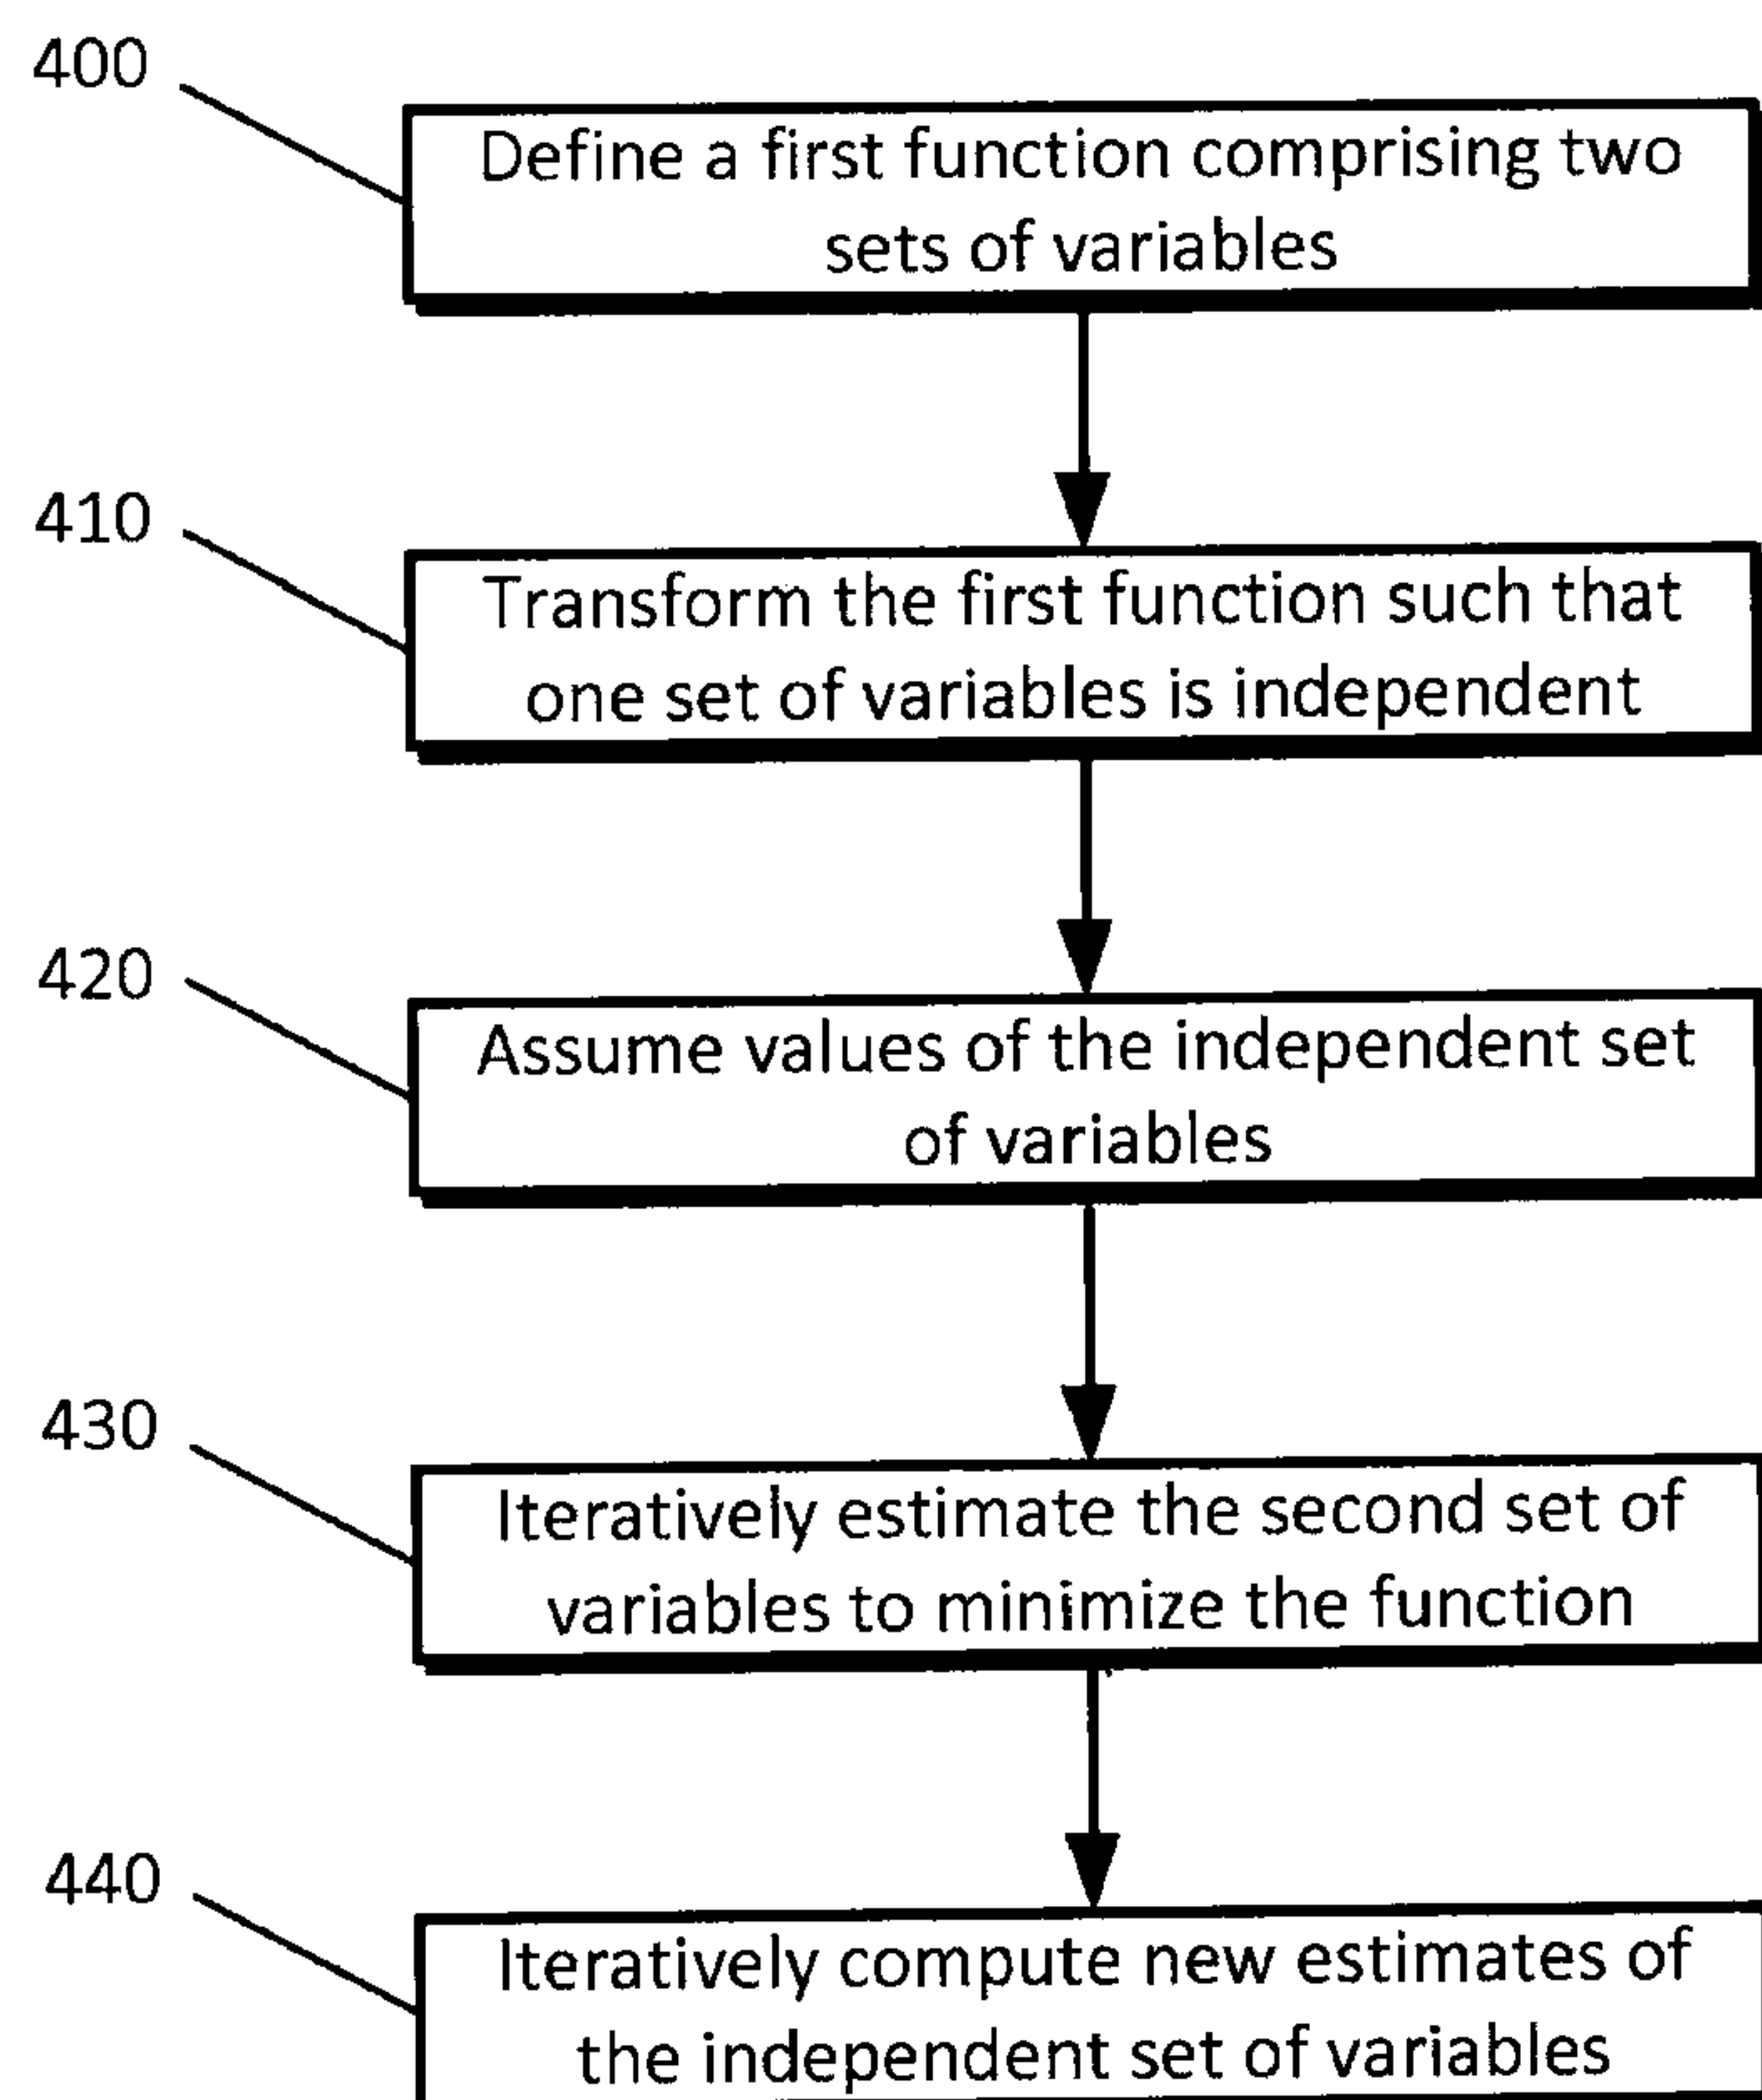 400
Define a first function comprising two
sets of variables
410
Transform the first function such that
one set of variables is independent
420
Assume values of the independent set
of variables
430
Iteratively estimate the second set of
variables to minimize the function
440
Iteratively compute new estimates of
the independent set of variables